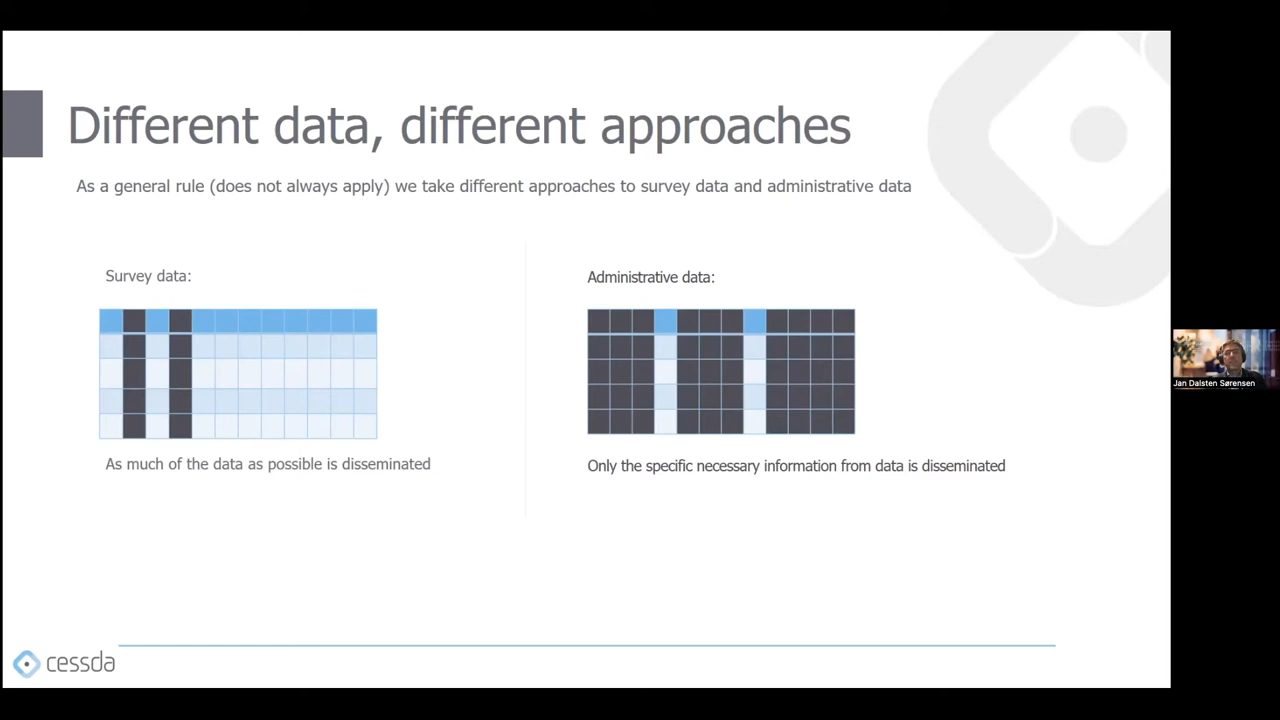 Different data, different approaches
As a general rule (does not always apply) we take different approaches to survey data and administrative data
Survey data:
As much of the data as possible is disseminated
Administrative data:
Only the specific necessary information from data is disseminated
Jan Dalsten Sørensen
cessda